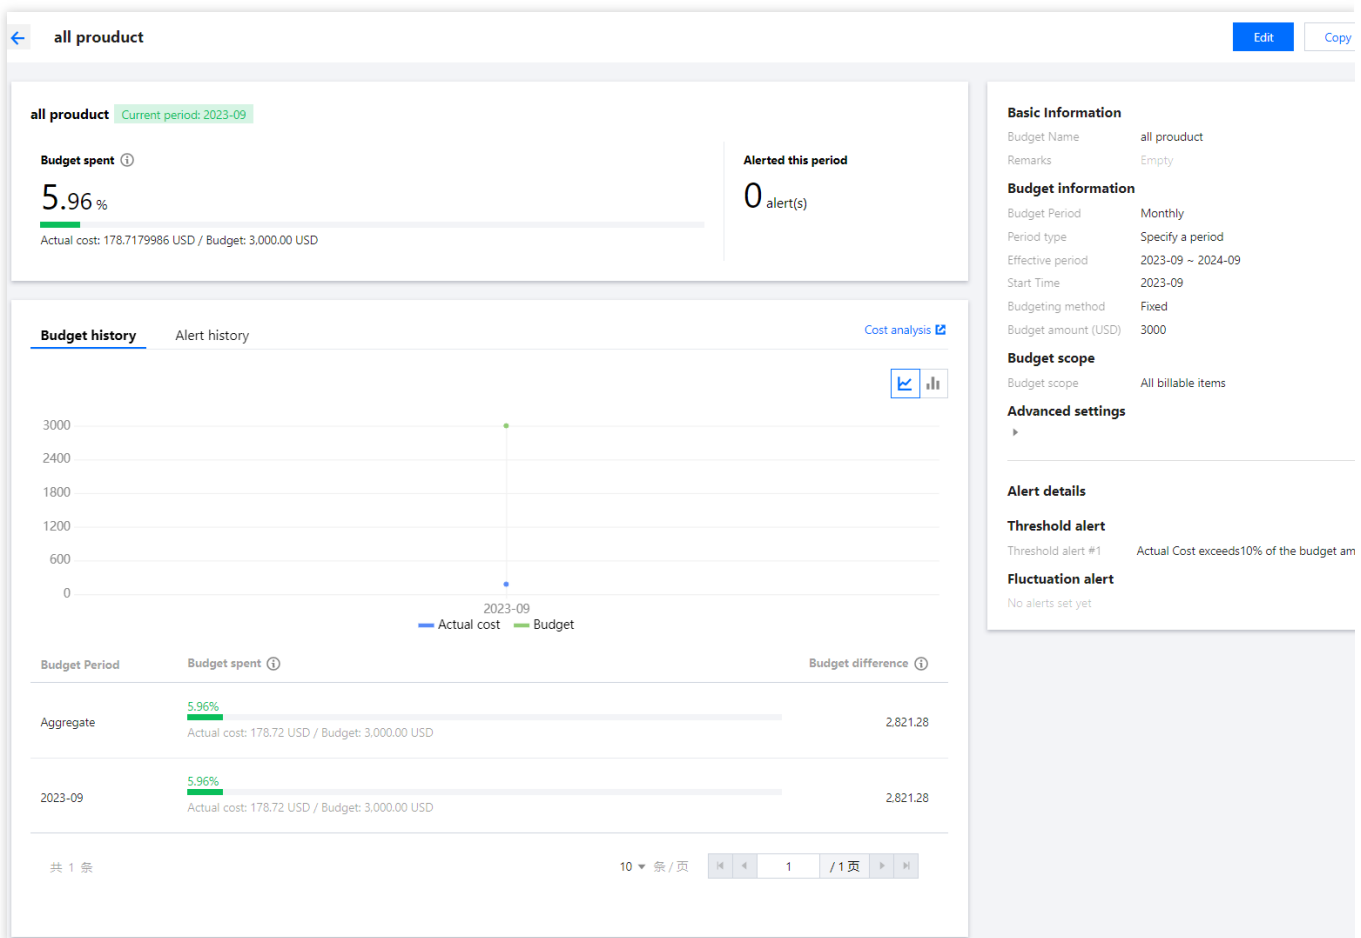 all prouduct
Edit
Copy
all prouduct Current period: 2023-09
Budget spent
5.96 %
Actual cost: 178.7179986 USD / Budget: 3,000.00 USD
Alerted this period
0 alert(s)
Budget history
Alert history
Cost analysis
3000
2400
1800
1200
600
0
2023-09
Actual cost
Budget
Budget Period
Budget spent
Budget difference
Aggregate
5.96%
Actual cost: 178.72 USD / Budget: 3,000.00 USD
2,821.28
2023-09
5.96%
Actual cost: 178.72 USD / Budget: 3,000.00 USD
2,821.28
共 1 条
10 条 / 页
1
/ 1 页
Basic Information
Budget Name all prouduct
Remarks Empty
Budget information
Budget Period Monthly
Period type Specify a period
Effective period 2023-09 ~ 2024-09
Start Time 2023-09
Budgeting method Fixed
Budget amount (USD) 3000
Budget scope
Budget scope All billable items
Advanced settings
Alert details
Threshold alert
Threshold alert #1 Actual Cost exceeds10% of the budget am
Fluctuation alert
No alerts set yet